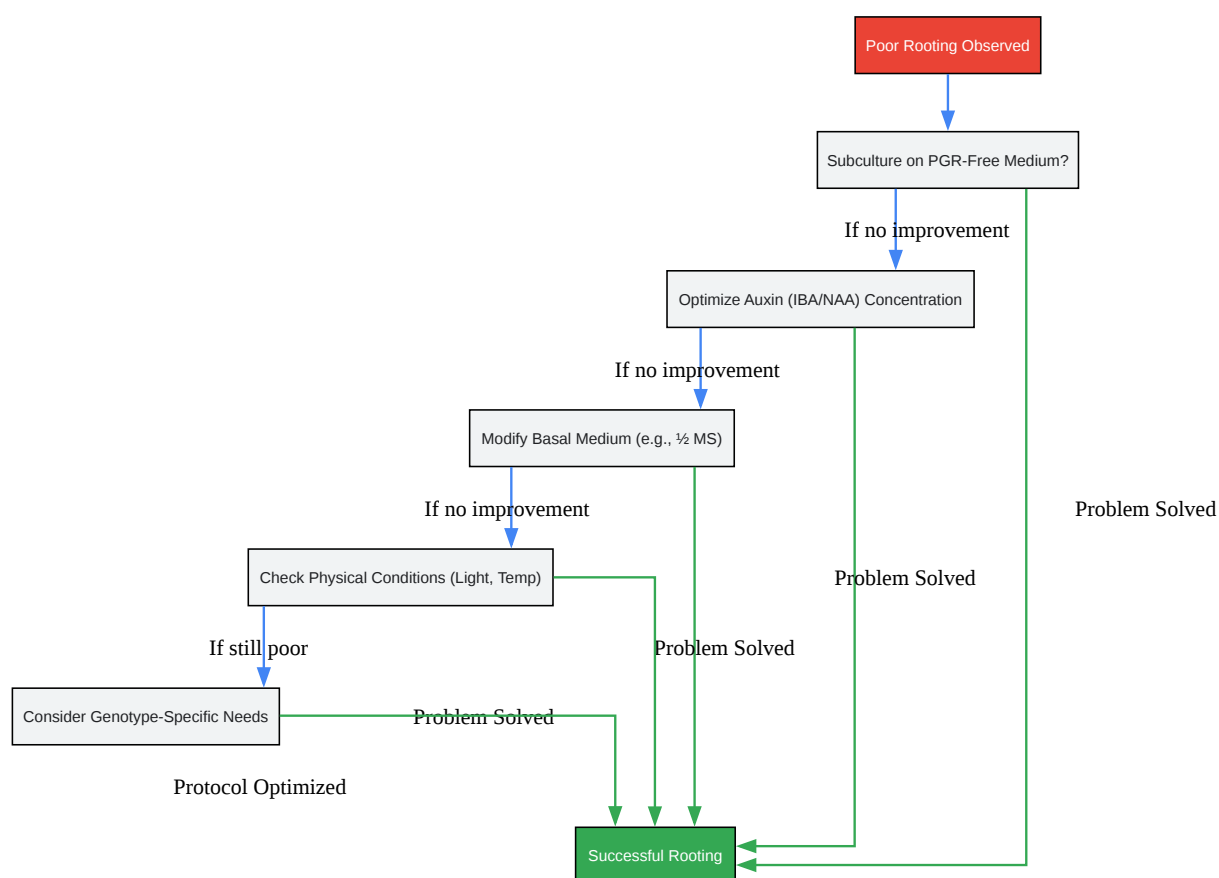 Poor Rooting Observed
Subculture on PGR-Free Medium?
If no improvement
Optimize Auxin (IBA/NAA) Concentration
If no improvement
Modify Basal Medium (e.g., ½ MS)
If no improvement
Problem Solved
Check Physical Conditions (Light, Temp)
Problem Solved
If still poor
Problem Solved
Consider Genotype-Specific Needs
Problem Solved
Protocol Optimized
Successful Rooting